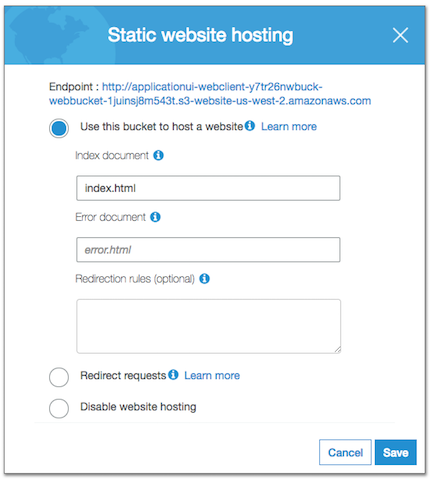 Static website hosting
Endpoint : http://applicationui-webclient-y7tr26nwbuck-
webbucket-1juinsj8m543t.s3-website-us-west-2.amazonaws.com
Use this bucket to host a website Learn more
Index document
index.html
Error document
error.html
Redirection rules (optional)
Redirect requests Learn more
Disable website hosting
Cancel Save